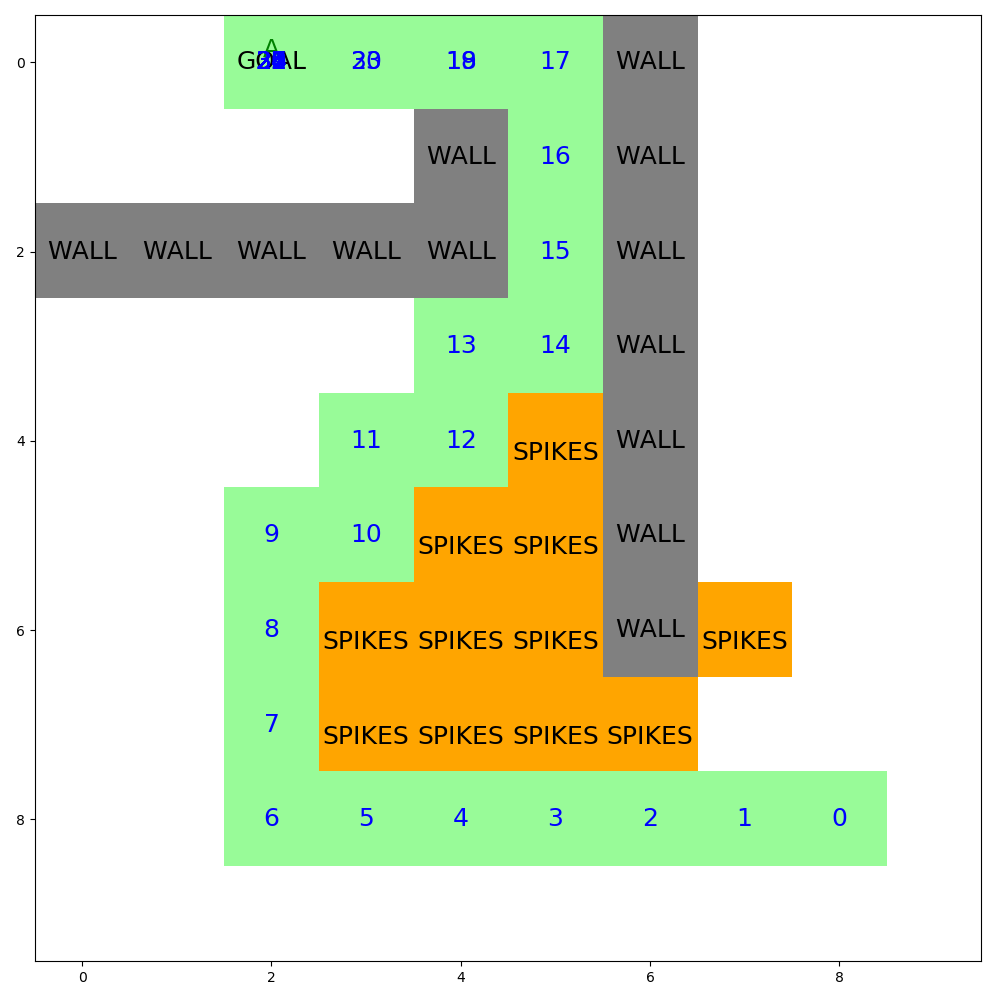 A
0 GOAL 17 WALL
WALL 16 WALL
2 WALL WALL WALL WALL WALL 15 WALL
13 14 WALL
4 11 12 SPIKES WALL
9 10 SPIKES SPIKES WALL
6 8 SPIKES SPIKES SPIKES WALL SPIKES
7 SPIKES SPIKES SPIKES SPIKES
8 6 5 4 3 2 1 0
0 2 4 6 8